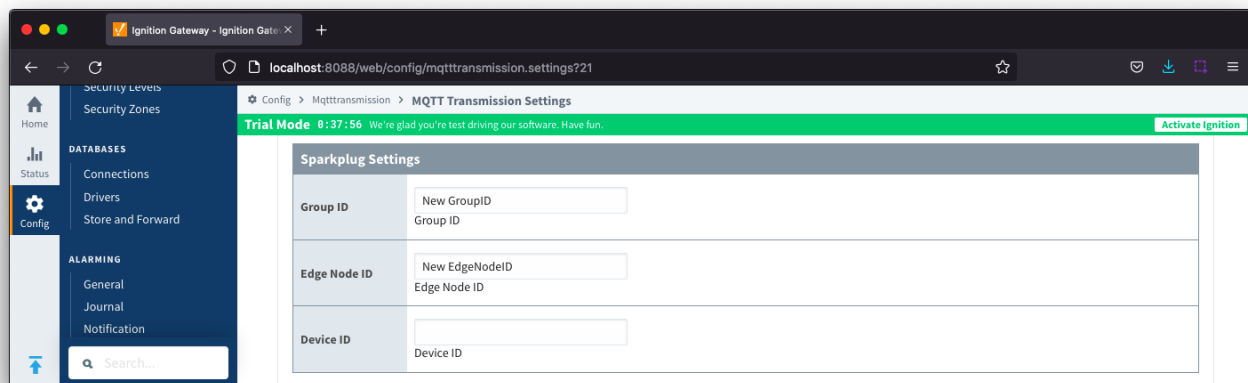 Ignition Gateway - Ignition Gate
localhost:8088/web/config/mqtttransmission.settings?21
Home
Status
Config
Security Levels
Security Zones
DATABASES
Connections
Drivers
Store and Forward
ALARMING
General
Journal
Notification
Search...
Config > Mqtttransmission > MQTT Transmission Settings
Trial Mode 0:37:56 We're glad you're test driving our software. Have fun.
Activate Ignition
Sparkplug Settings
Group ID
New GroupID
Group ID
Edge Node ID
New EdgeNodeID
Edge Node ID
Device ID
Device ID